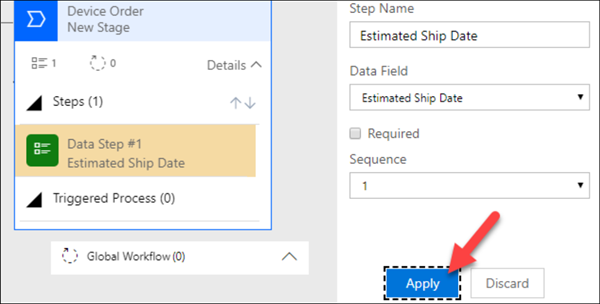 Device Order
New Stage
1 0 Details
Steps (1)
Data Step #1
Estimated Ship Date
Triggered Process (0)
Global Workflow (0)
Step Name
Estimated Ship Date
Data Field
Estimated Ship Date
Required
Sequence
1
Apply Discard